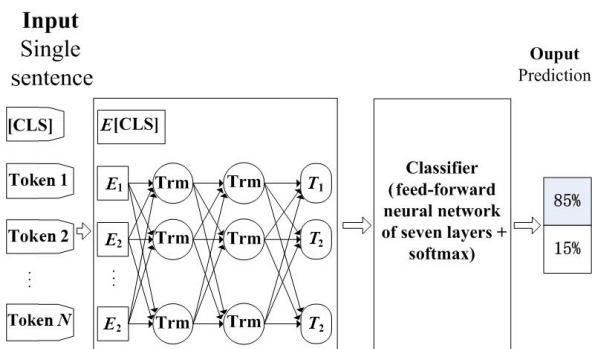 Input
Single
sentence
Ouput
Prediction
[CLS]
E[CLS]
Token 1
E1
Trm
Trm
T1
Token 2
E2
Trm
Trm
T2
⋮
⋮
Token N
E2
Trm
Trm
T2
Classifier
(feed-forward
neural network
of seven layers +
softmax)
85%
15%